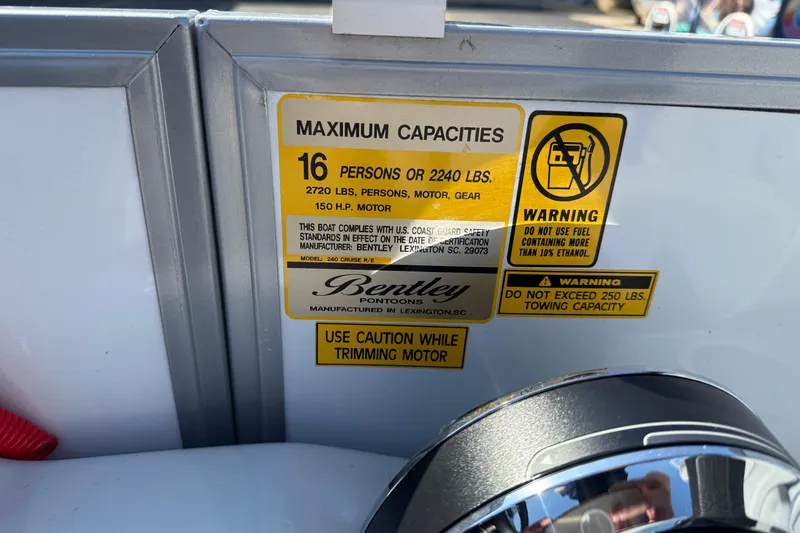 MAXIMUM CAPACITIES
16 PERSONS OR 2240 LBS.
2720 LBS, PERSONS, MOTOR, GEAR
150 H.P. MOTOR
THIS BOAT COMPLIES WITH U.S. COAST GUARD SAFETY
STANDARDS IN EFFECT ON THE DATE OF CERTIFICATION
MANUFACTURER: BENTLEY LEXINGTON SC. 29073
MODEL: 240 CRUISE R/E
Bentley
PONTOONS
MANUFACTURED IN LEXINGTON,SC
USE CAUTION WHILE
TRIMMING MOTOR
WARNING
DO NOT USE FUEL
CONTAINING MORE
THAN 10% ETHANOL.
WARNING
DO NOT EXCEED 250 LBS.
TOWING CAPACITY